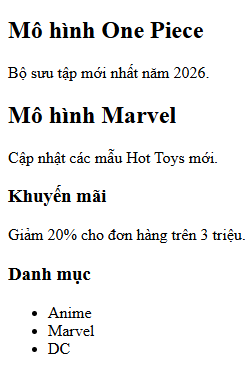 Mô hình One Piece
Bộ sưu tập mới nhất năm 2026.
Mô hình Marvel
Cập nhật các mẫu Hot Toys mới.
Khuyến mãi
Giảm 20% cho đơn hàng trên 3 triệu.
Danh mục
Anime
Marvel
DC